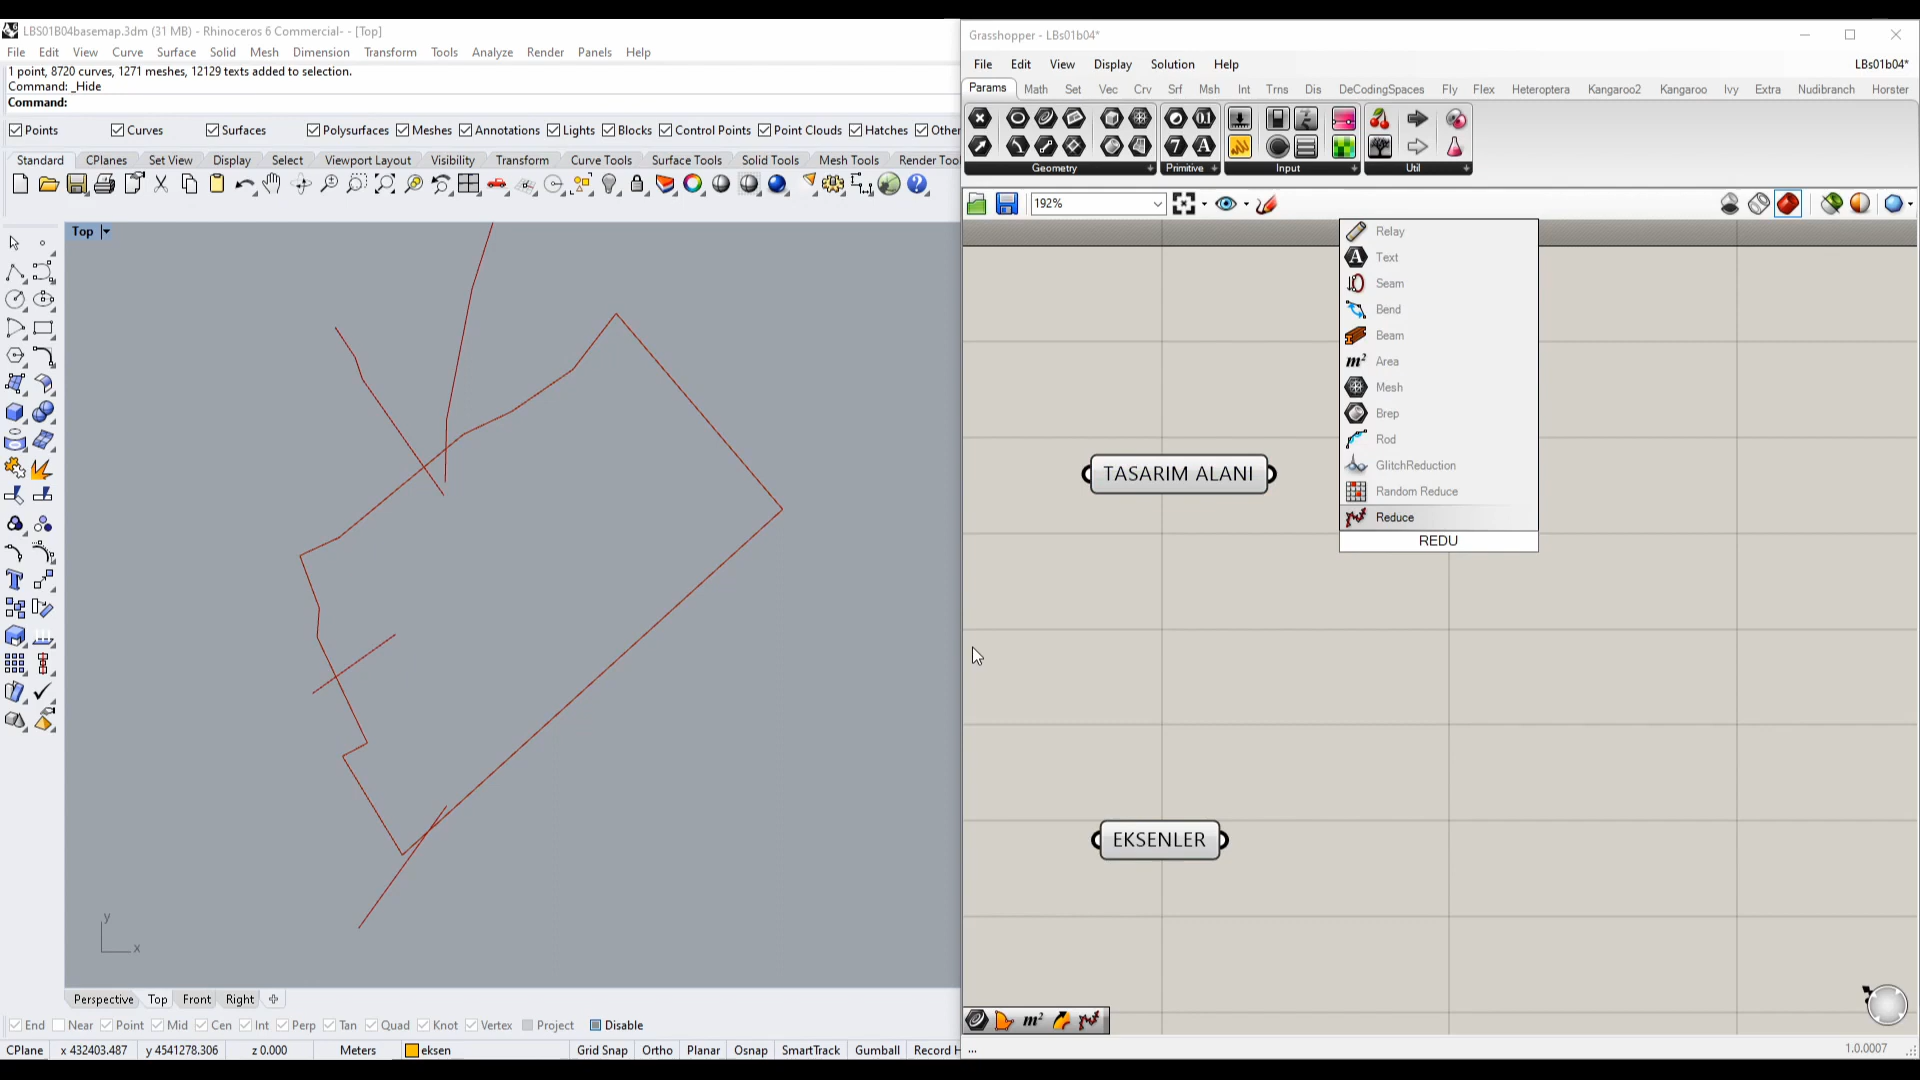 LBS01B04basemap.3dm (31 MB) - Rhinoceros 6 Commercial- - [Top]
File Edit View Curve Surface Solid Mesh Dimension Transform Tools Analyze Render Panels Help
1 point, 8720 curves, 1271 meshes, 12129 texts added to selection.
Command: _Hide
Command:
Points Curves Surfaces Polysurfaces Meshes Annotations Lights Blocks Control Points Point Clouds Hatches Other
Standard CPlanes Set View Display Select Viewport Layout Visibility Transform Curve Tools Surface Tools Solid Tools Mesh Tools Render Too
Top
y
x
Perspective Top Front Right
End Near Point Mid Cen Int Perp Tan Quad Knot Vertex Project Disable
CPlane x 432403.487 y 4541278.306 z 0.000 Meters eksen Grid Snap Ortho Planar Osnap SmartTrack Gumball Record H
Grasshopper - LBs01b04*
File Edit View Display Solution Help LBs01b04*
Params Math Set Vec Crv Srf Msh Int Trns Dis DeCodingSpaces Fly Flex Heteroptera Kangaroo2 Kangaroo Ivy Extra Nudibranch Horster
Geometry Primitive Input Util
192%
Relay
Text
Seam
Bend
Beam
m² Area
Mesh
Brep
Rod
GlitchReduction
Random Reduce
Reduce
REDU
TASARIM ALANI
EKSENLER
m²
... 1.0.0007